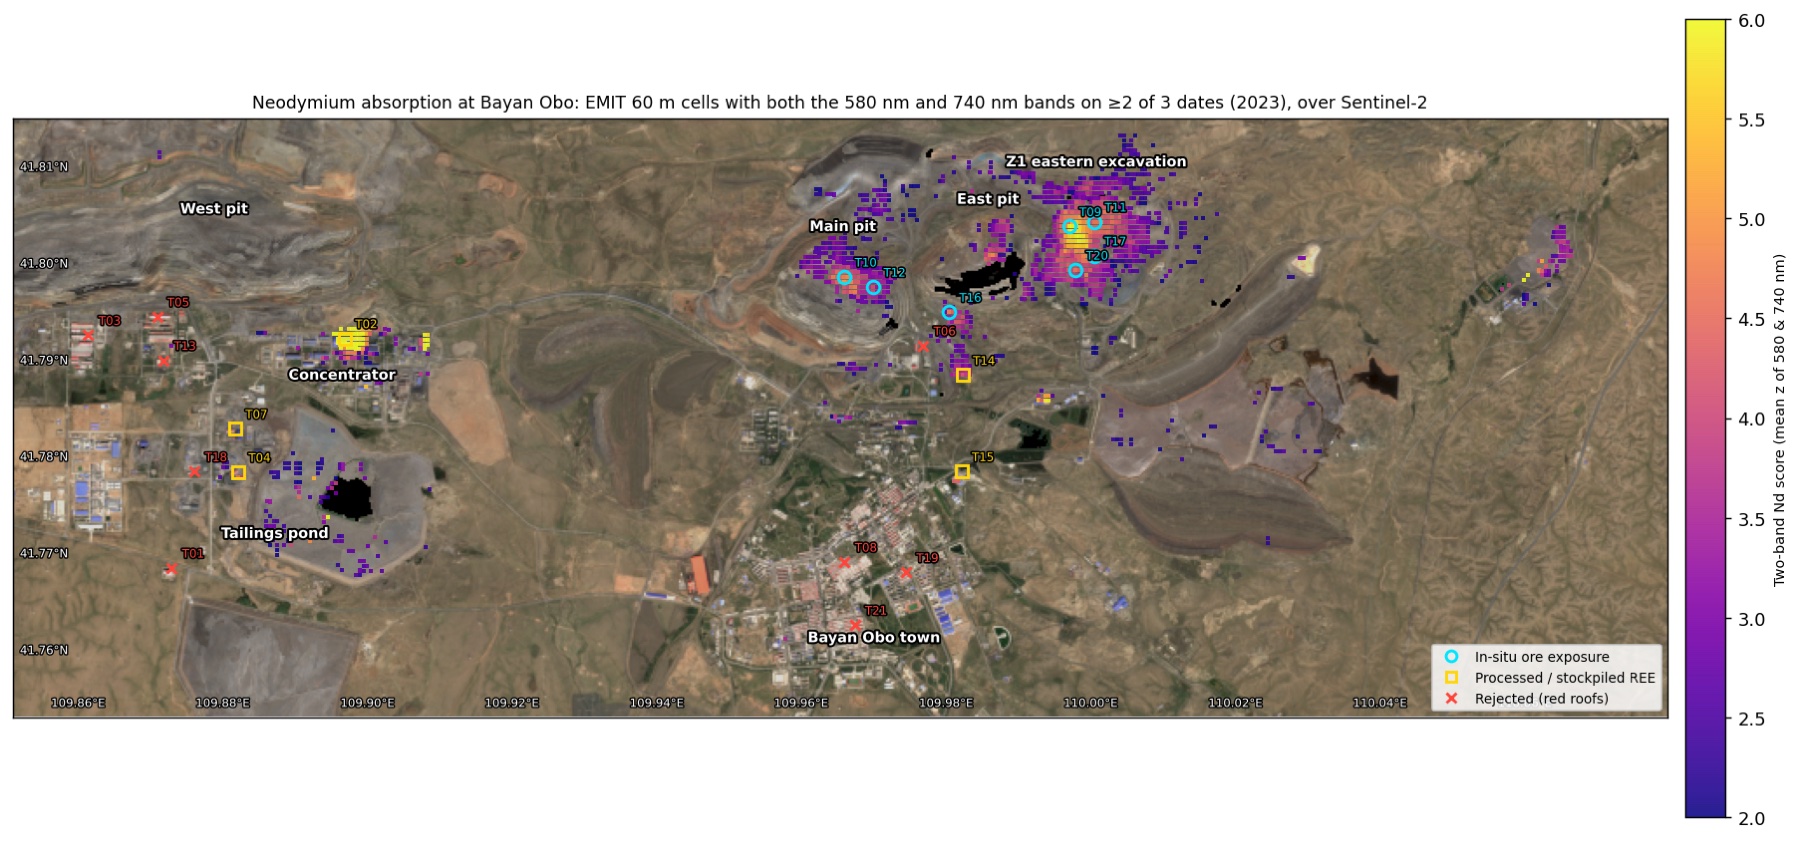 Neodymium absorption at Bayan Obo: EMIT 60 m cells with both the 580 nm and 740 nm bands on ≥2 of 3 dates (2023), over Sentinel-2
6.0
5.5
5.0
4.5
4.0
3.5
3.0
2.5
2.0
Two-band Nd score (mean z of 580 & 740 nm)
41.81°N
41.80°N
41.79°N
41.78°N
41.77°N
41.76°N
109.86°E
109.88°E
109.90°E
109.92°E
109.94°E
109.96°E
109.98°E
110.00°E
110.02°E
110.04°E
Z1 eastern excavation
West pit
East pit
Main pit
T09
T11
T17
T20
T10
T12
T16
T05
T03
T02
T13
T06
T14
Concentrator
T07
T18
T04
T15
Tailings pond
T01
T08
T19
T21
Bayan Obo town
In-situ ore exposure
Processed / stockpiled REE
Rejected (red roofs)